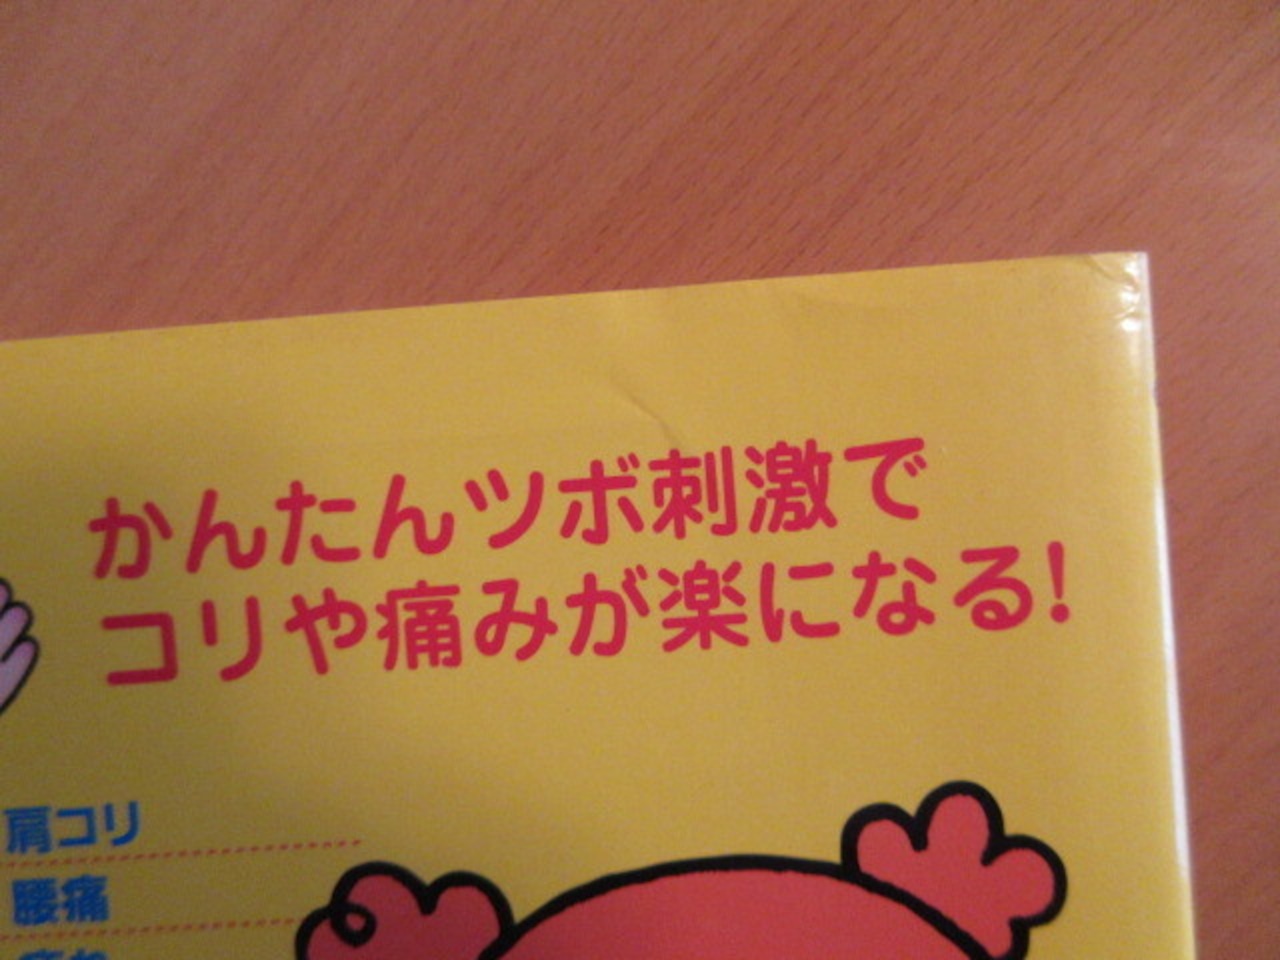 かんたんツボ刺激で
コリや痛みが楽になる!
肩コリ
腰痛